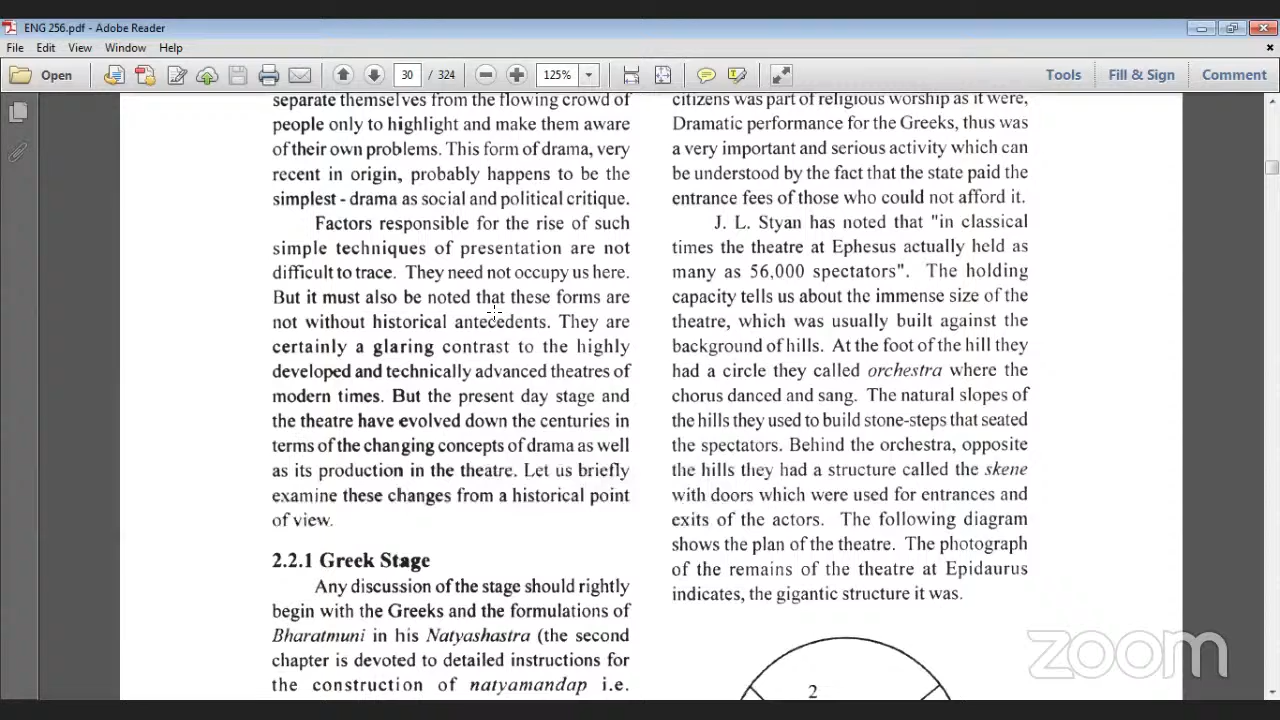 ENG 256.pdf - Adobe Reader
File Edit View Window Help
Open 30 / 324 125% Tools Fill & Sign Comment
separate themselves from the flowing crowd of
people only to highlight and make them aware
of their own problems. This form of drama, very
recent in origin, probably happens to be the
simplest - drama as social and political critique.
Factors responsible for the rise of such
simple techniques of presentation are not
difficult to trace. They need not occupy us here.
But it must also be noted that these forms are
not without historical antecedents. They are
certainly a glaring contrast to the highly
developed and technically advanced theatres of
modern times. But the present day stage and
the theatre have evolved down the centuries in
terms of the changing concepts of drama as well
as its production in the theatre. Let us briefly
examine these changes from a historical point
of view.
2.2.1 Greek Stage
Any discussion of the stage should rightly
begin with the Greeks and the formulations of
Bharatmuni in his Natyashastra (the second
chapter is devoted to detailed instructions for
the construction of natyamandap i.e.
citizens was part of religious worship as it were,
Dramatic performance for the Greeks, thus was
a very important and serious activity which can
be understood by the fact that the state paid the
entrance fees of those who could not afford it.
J. L. Styan has noted that "in classical
times the theatre at Ephesus actually held as
many as 56,000 spectators". The holding
capacity tells us about the immense size of the
theatre, which was usually built against the
background of hills. At the foot of the hill they
had a circle they called orchestra where the
chorus danced and sang. The natural slopes of
the hills they used to build stone-steps that seated
the spectators. Behind the orchestra, opposite
the hills they had a structure called the skene
with doors which were used for entrances and
exits of the actors. The following diagram
shows the plan of the theatre. The photograph
of the remains of the theatre at Epidaurus
indicates, the gigantic structure it was.
2
zoom